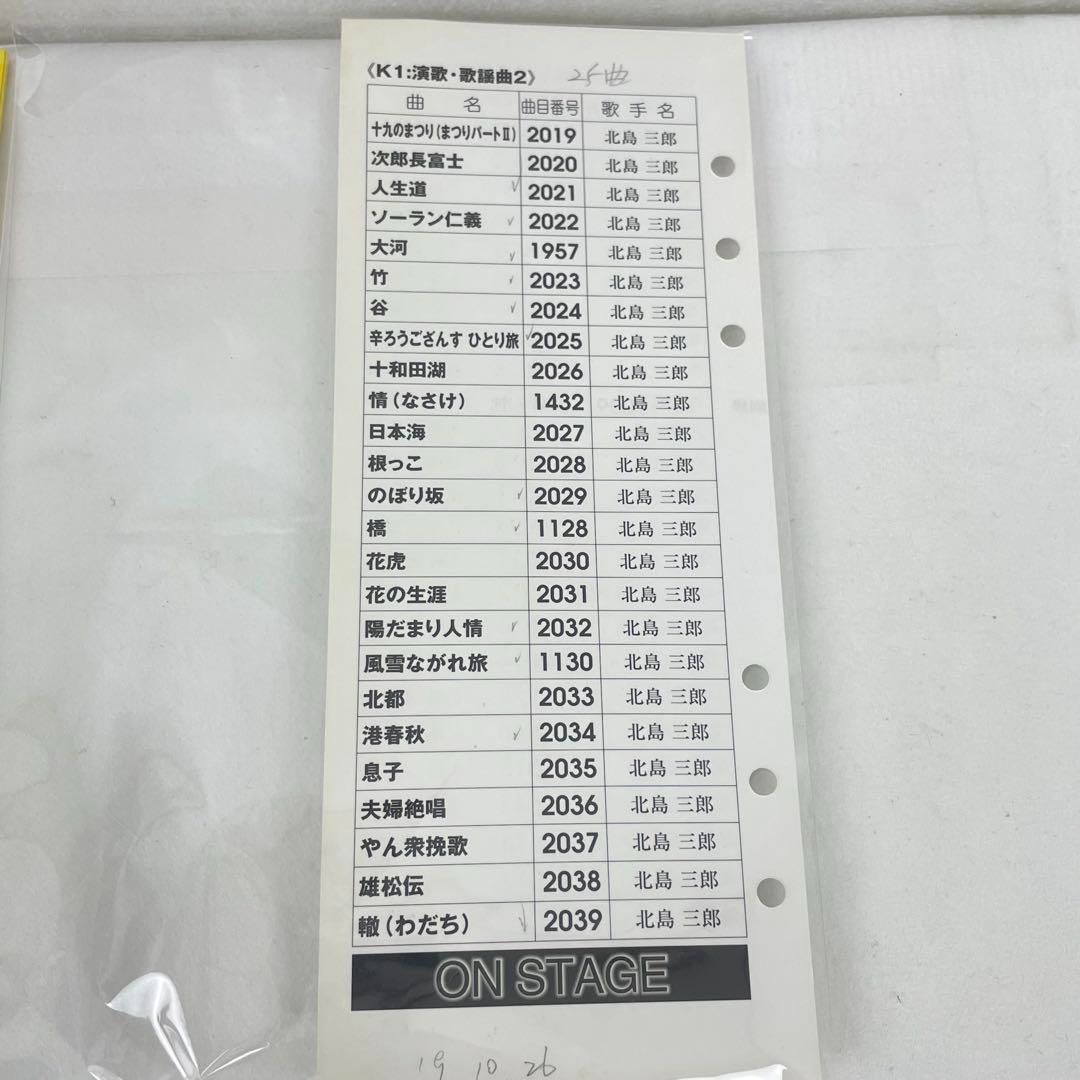 《K1:演歌・歌謡曲2》 25曲
曲 名 曲目番号 歌手名
十九のまつり(まつりパートⅡ) 2019 北島 三郎
次郎長富士 2020 北島 三郎
人生道 ✓ 2021 北島 三郎
ソーラン仁義 ✓ 2022 北島 三郎
大河 ✓ 1957 北島 三郎
竹 ✓ 2023 北島 三郎
谷 ✓ 2024 北島 三郎
辛ろうござんす ひとり旅 ✓ 2025 北島 三郎
十和田湖 2026 北島 三郎
情(なさけ) 1432 北島 三郎
日本海 2027 北島 三郎
根っこ 2028 北島 三郎
のぼり坂 ✓ 2029 北島 三郎
橋 ✓ 1128 北島 三郎
花虎 2030 北島 三郎
花の生涯 2031 北島 三郎
陽だまり人情 ✓ 2032 北島 三郎
風雪ながれ旅 ✓ 1130 北島 三郎
北都 2033 北島 三郎
港春秋 ✓ 2034 北島 三郎
息子 2035 北島 三郎
夫婦絶唱 2036 北島 三郎
やん衆挽歌 2037 北島 三郎
雄松伝 2038 北島 三郎
轍(わだち) ✓ 2039 北島 三郎
ON STAGE
19 10 26